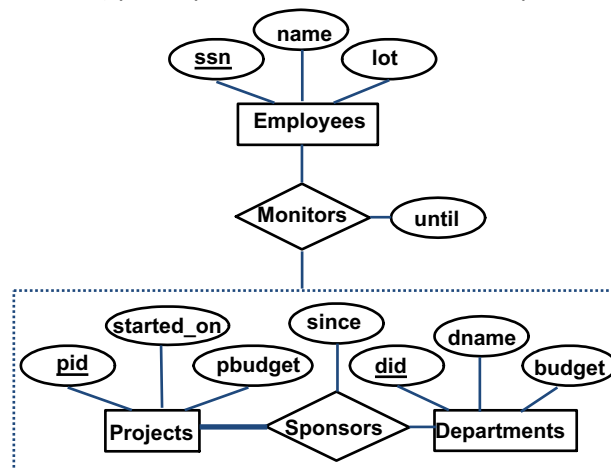 name
ssn
lot
Employees
Monitors
until
started_on
since
dname
pid
pbudget
did
budget
Projects
Sponsors
Departments